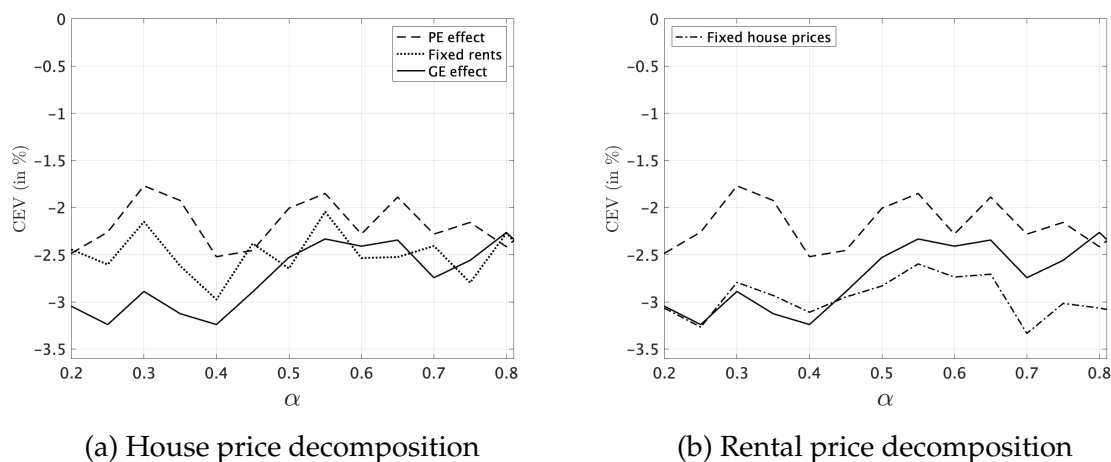 0
-0.5
-1
-1.5
-2
-2.5
-3
-3.5
CEV (in %)
PE effect
Fixed rents
GE effect
0.2 0.3 0.4 0.5 0.6 0.7 0.8
α
(a) House price decomposition
0
-0.5
-1
-1.5
-2
-2.5
-3
-3.5
CEV (in %)
Fixed house prices
0.2 0.3 0.4 0.5 0.6 0.7 0.8
α
(b) Rental price decomposition